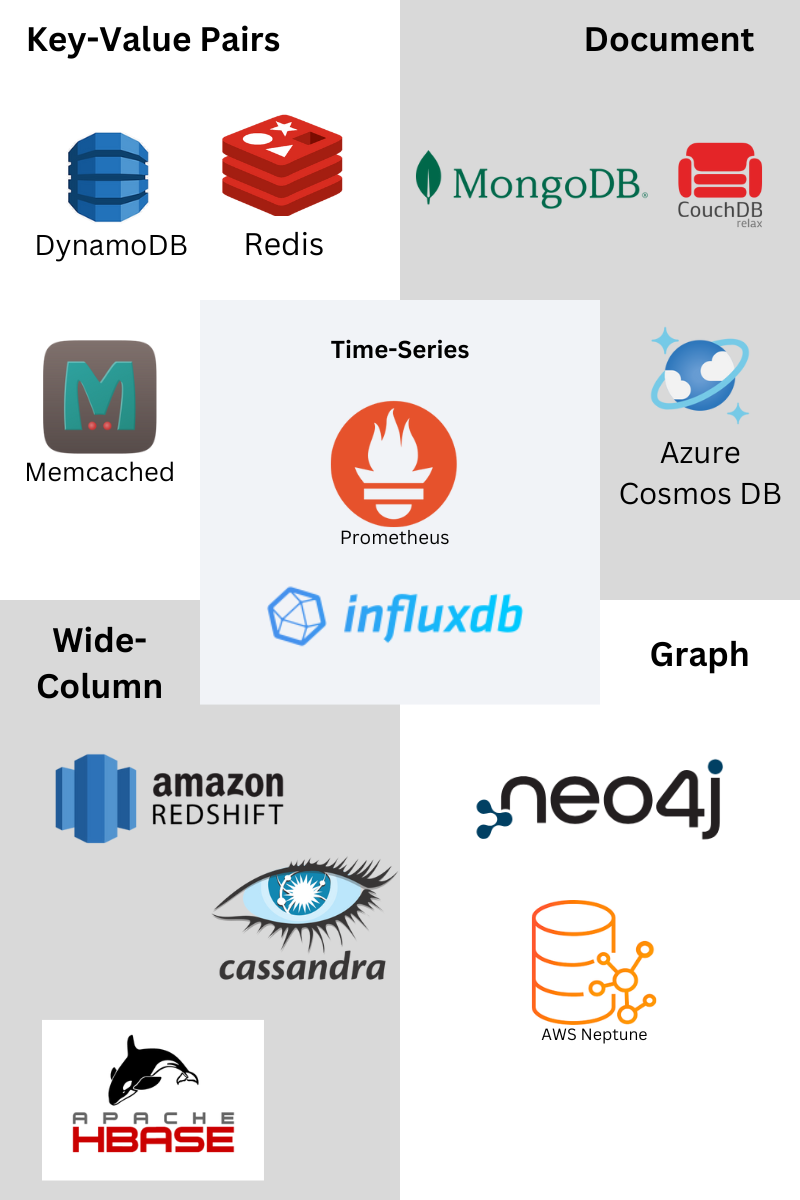 Key-Value Pairs
DynamoDB
Redis
Memcached
Document
MongoDB®
CouchDB
relax
Azure
Cosmos DB
Time-Series
Prometheus
influxdb
Wide-
Column
amazon
REDSHIFT
cassandra
APACHE
HBASE
Graph
neo4j
AWS Neptune